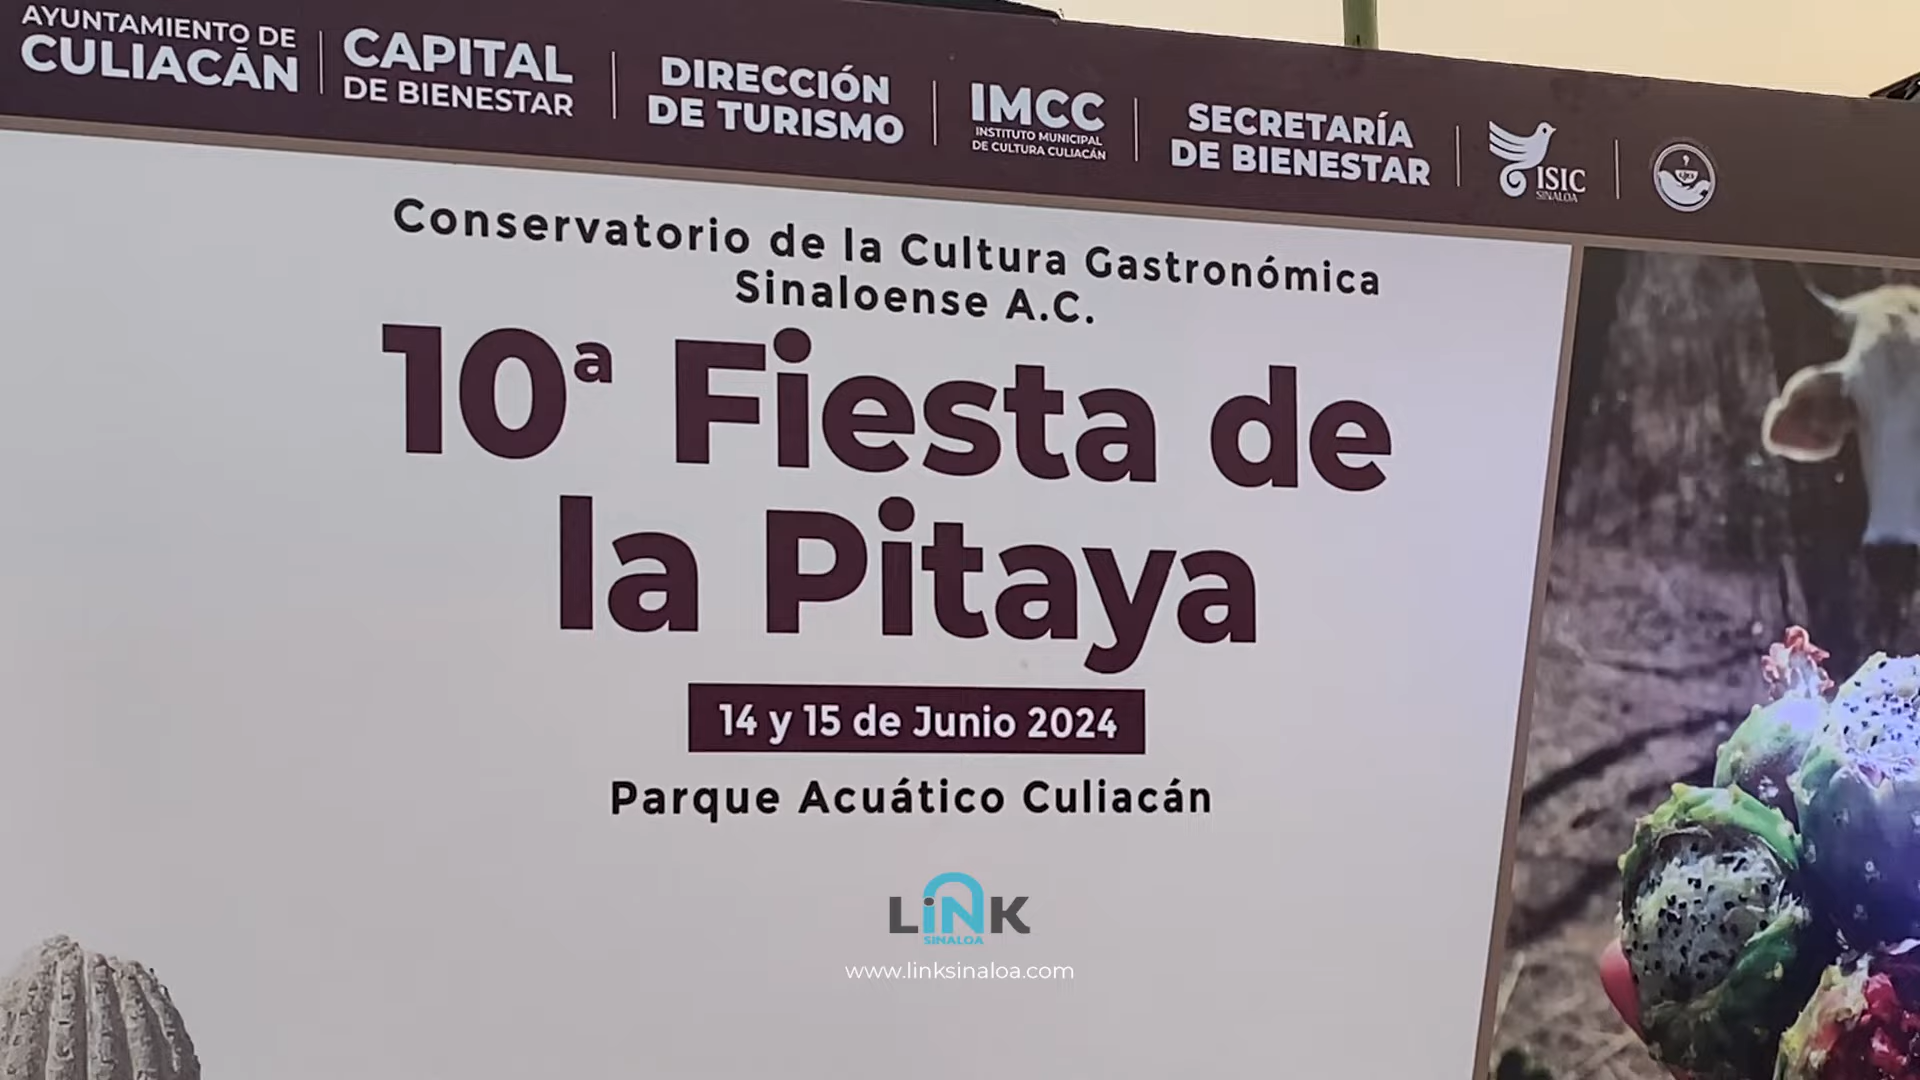 AYUNTAMIENTO DE
CULIACÁN
CAPITAL
DE BIENESTAR
DIRECCIÓN
DE TURISMO
IMCC
INSTITUTO MUNICIPAL
DE CULTURA CULIACÁN
SECRETARÍA
DE BIENESTAR
ISIC
SINALOA
Conservatorio de la Cultura Gastronómica
Sinaloense A.C.
10ª Fiesta de
la Pitaya
14 y 15 de Junio 2024
Parque Acuático Culiacán
LiNK
SINALOA
www.linksinaloa.com